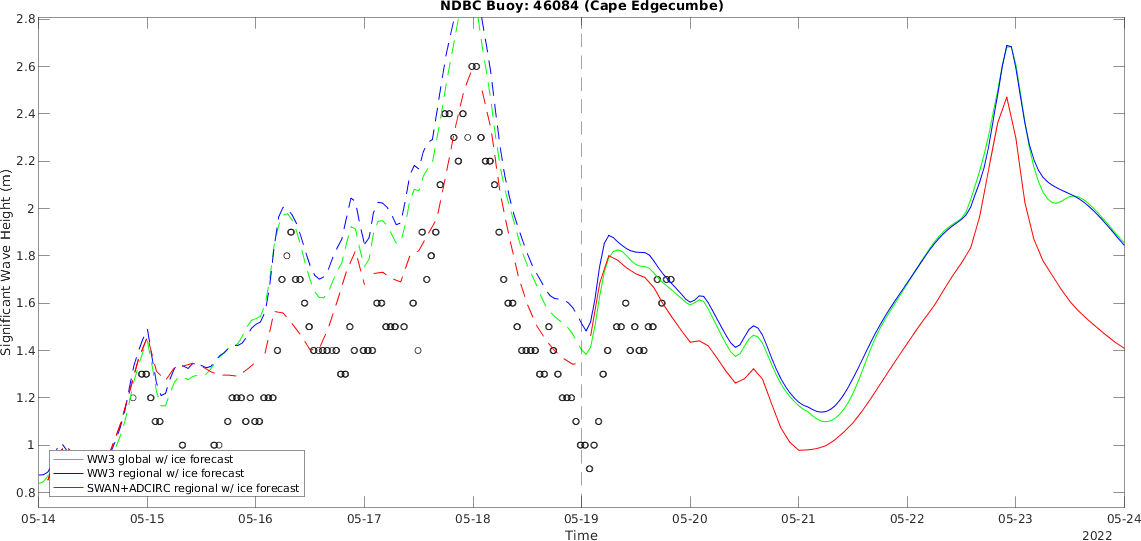 NDBC Buoy: 46084 (Cape Edgecumbe)
2.8
2.6
2.4
2.2
2
1.8
1.6
1.4
1.2
1
0.8
Significant Wave Height (m)
WW3 global w/ ice forecast
WW3 regional w/ ice forecast
SWAN+ADCIRC regional w/ ice forecast
05-14 05-15 05-16 05-17 05-18 05-19 05-20 05-21 05-22 05-23 05-24
Time
2022